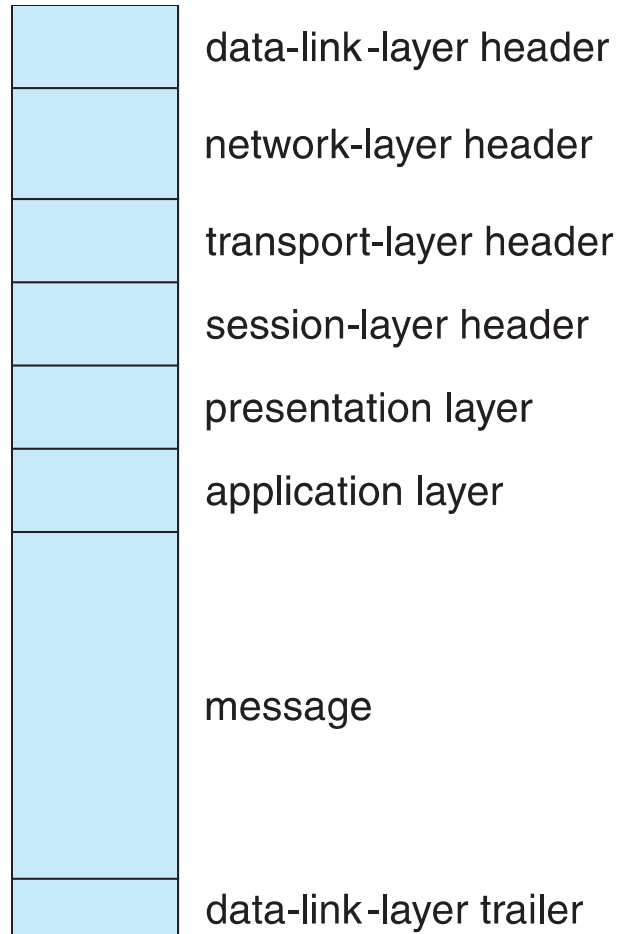 data-link-layer header
network-layer header
transport-layer header
session-layer header
presentation layer
application layer
message
data-link-layer trailer